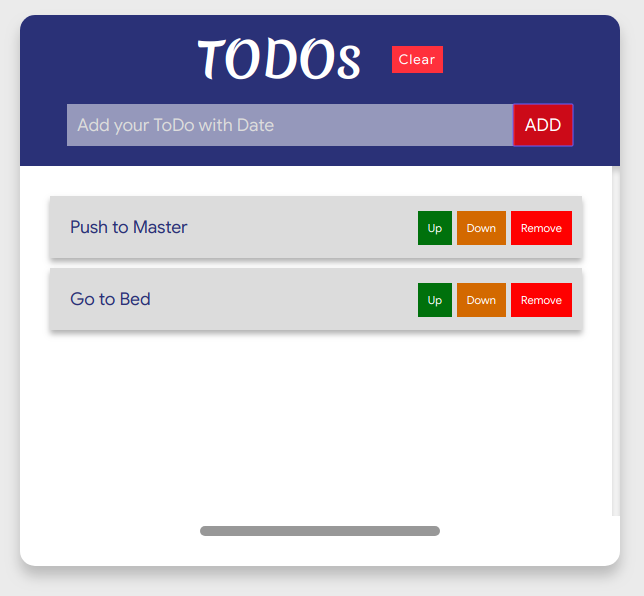 TODOs Clear
Add your ToDo with Date ADD
Push to Master Up Down Remove
Go to Bed Up Down Remove